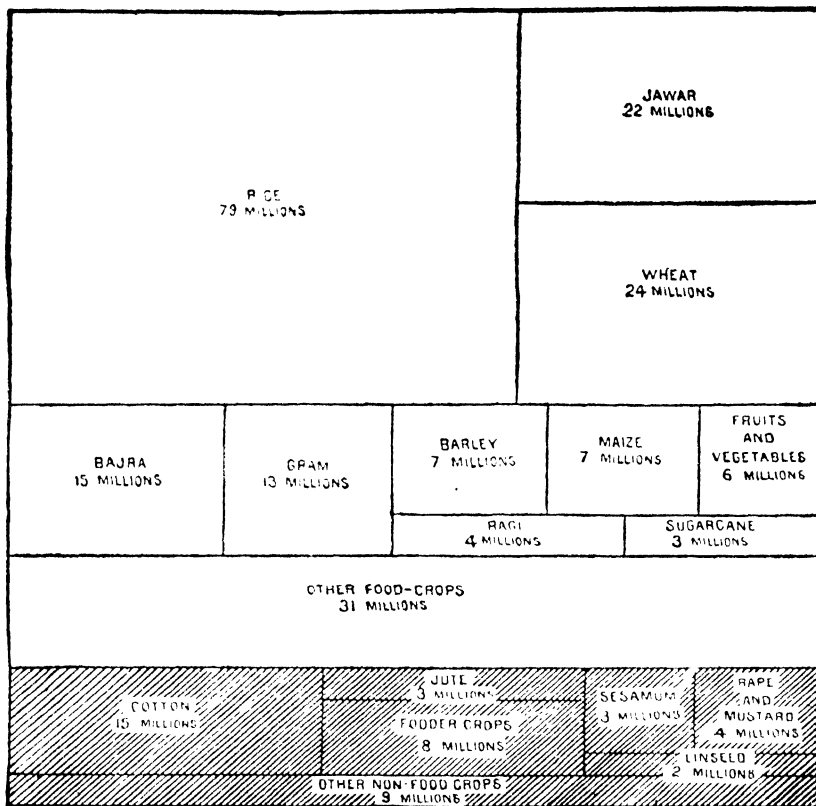 RICE
79 MILLIONS
JAWAR
22 MILLIONS
WHEAT
24 MILLIONS
BAJRA
15 MILLIONS
GRAM
13 MILLIONS
BARLEY
7 MILLIONS
MAIZE
7 MILLIONS
FRUITS
AND
VEGETABLES
6 MILLIONS
RAGI
4 MILLIONS
SUGARCANE
3 MILLIONS
OTHER FOOD-CROPS
31 MILLIONS
COTTON
15 MILLIONS
JUTE
3 MILLIONS
FODDER CROPS
8 MILLIONS
SESAMUM
3 MILLIONS
RAPE
AND
MUSTARD
4 MILLIONS
LINSEED
2 MILLIONS
OTHER NON-FOOD CROPS
9 MILLIONS